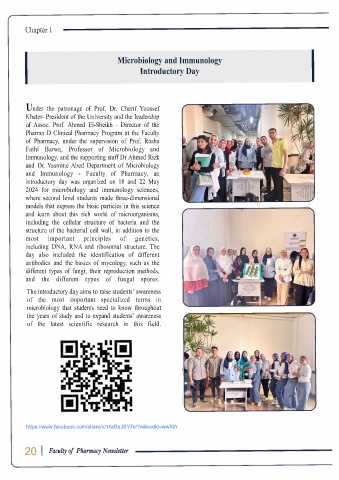 Chapter 1
Microbiology and Immunology
Introductory Day
Under the patronage of Prof. Dr. Cherif Youssef
Khater- President of the University and the leadership
of Assoc. Prof. Ahmed El-Sheikh - Director of the
Pharma D Clinical Pharmacy Program at the Faculty
of Pharmacy, under the supervision of Prof. Rasha
Fathi Barwa, Professor of Microbiology and
Immunology, and the supporting staff Dr Ahmed Rizk
and Dr. Yasmine Abed Department of Microbiology
and Immunology - Faculty of Pharmacy, an
introductory day was organized on 18 and 22 May
2024 for microbiology and immunology sciences,
where second level students made three-dimensional
models that express the basic particles in this science
and learn about this rich world of microorganisms,
including the cellular structure of bacteria and the
structure of the bacterial cell wall, in addition to the
most important principles of genetics,
including DNA, RNA and ribosomal structure. The
day also included the identification of different
antibodies and the basics of mycology, such as the
different types of fungi, their reproduction methods,
and the different types of fungal spores.
The introductory day aims to raise students' awareness
of the most important specialized terms in
microbiology that students need to know throughout
the years of study and to expand students' awareness
of the latest scientific research in this field.
20 | Faculty of Pharmacy Newsletter